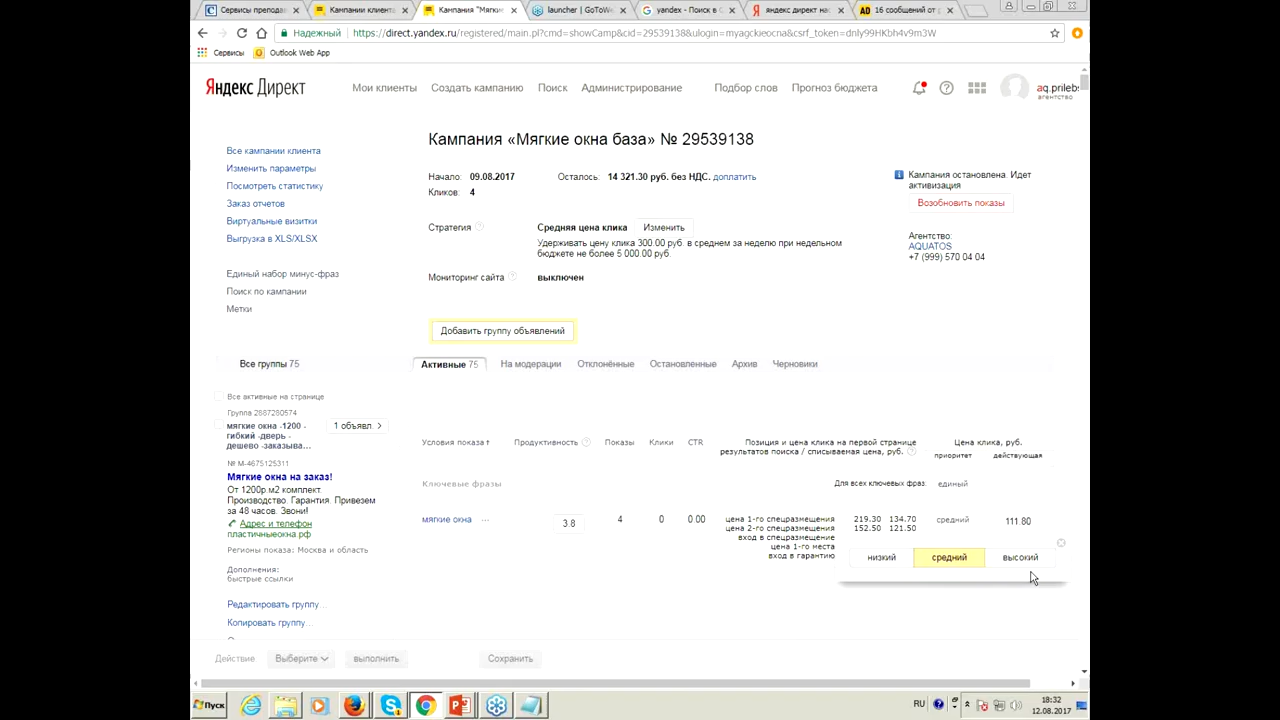 Сервисы препода
Кампании клиента
Кампания "Мягки
launcher | GoToWe
yandex - Поиск в G
яндекс директ на
16 сообщений от
Надежный
https://direct.yandex.ru/registered/main.pl?cmd=showCamp&cid=29539138&ulogin=myagckieocna&csrf_token=dnly99HKbh4v9m3W
Сервисы
Outlook Web App
Яндекс Директ
Мои клиенты
Создать кампанию
Поиск
Администрирование
Подбор слов
Прогноз бюджета
aq.prilebs
агентство
Кампания «Мягкие окна база» № 29539138
Все кампании клиента
Изменить параметры
Посмотреть статистику
Заказ отчетов
Виртуальные визитки
Выгрузка в XLS/XLSX
Единый набор минус-фраз
Поиск по кампании
Метки
Начало: 09.08.2017
Осталось: 14 321.30 руб. без НДС. доплатить
Кликов: 4
Стратегия
Средняя цена клика
Изменить
Удерживать цену клика 300.00 руб. в среднем за неделю при недельном
бюджете не более 5 000.00 руб.
Мониторинг сайта
выключен
Кампания остановлена. Идет
активизация
Возобновить показы
Агентство:
AQUATOS
+7 (999) 570 04 04
Добавить группу объявлений
Все группы 75
Активные 75
На модерации
Отклонённые
Остановленные
Архив
Черновики
Все активные на странице
Группа 2887280574
мягкие окна -1200 -
гибкий -дверь -
дешево -заказыва...
1 объявл.
№ M-4675125311
Мягкие окна на заказ!
От 1200р.м2 комплект.
Производство. Гарантия. Привезем
за 48 часов. Звони!
Адрес и телефон
пластичныеокна.рф
Регионы показа: Москва и область
Дополнения:
быстрые ссылки
Редактировать группу...
Копировать группу...
Условия показа
Продуктивность
Показы
Клики
CTR
Позиция и цена клика на первой странице
результатов поиска / списываемая цена, руб.
Цена клика, руб.
приоритет
действующая
Ключевые фразы
Для всех ключевых фраз.
единый
мягкие окна ...
3.8
4
0
0.00
цена 1-го спецразмещения 219.30 134.70
цена 2-го спецразмещения 152.50 121.50
вход в спецразмещение
цена 1-го места
вход в гарантию
средний
111.80
низкий
средний
высокий
Действие
Выберите
выполнить
Сохранить
Пуск
RU
18:32
12.08.2017